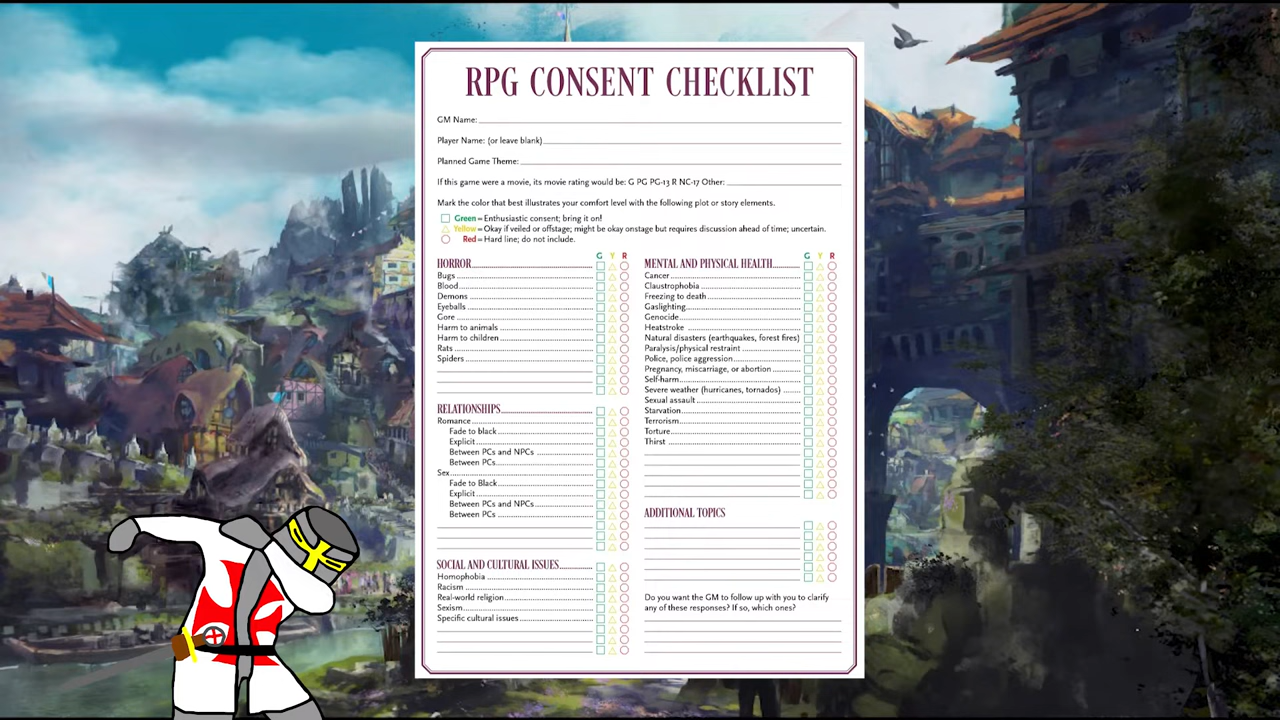 RPG CONSENT CHECKLIST
GM Name:
Player Name: (or leave blank)
Planned Game Theme:
If this game were a movie, its movie rating would be: G PG PG-13 R NC-17 Other:
Mark the color that best illustrates your comfort level with the following plot or story elements.
Green = Enthusiastic consent; bring it on!
Yellow = Okay if veiled or offstage; might be okay onstage but requires discussion ahead of time; uncertain.
Red = Hard line; do not include.
G Y R
HORROR
Bugs
Blood
Demons
Eyeballs
Gore
Harm to animals
Harm to children
Rats
Spiders
RELATIONSHIPS
Romance
Fade to black
Explicit
Between PCs and NPCs
Between PCs
Sex
Fade to Black
Explicit
Between PCs and NPCs
Between PCs
SOCIAL AND CULTURAL ISSUES
Homophobia
Racism
Real-world religion
Sexism
Specific cultural issues
G Y R
MENTAL AND PHYSICAL HEALTH
Cancer
Claustrophobia
Freezing to death
Gaslighting
Genocide
Heatstroke
Natural disasters (earthquakes, forest fires)
Paralysis/physical restraint
Police, police aggression
Pregnancy, miscarriage, or abortion
Self-harm
Severe weather (hurricanes, tornados)
Sexual assault
Starvation
Terrorism
Torture
Thirst
ADDITIONAL TOPICS
Do you want the GM to follow up with you to clarify
any of these responses? If so, which ones?